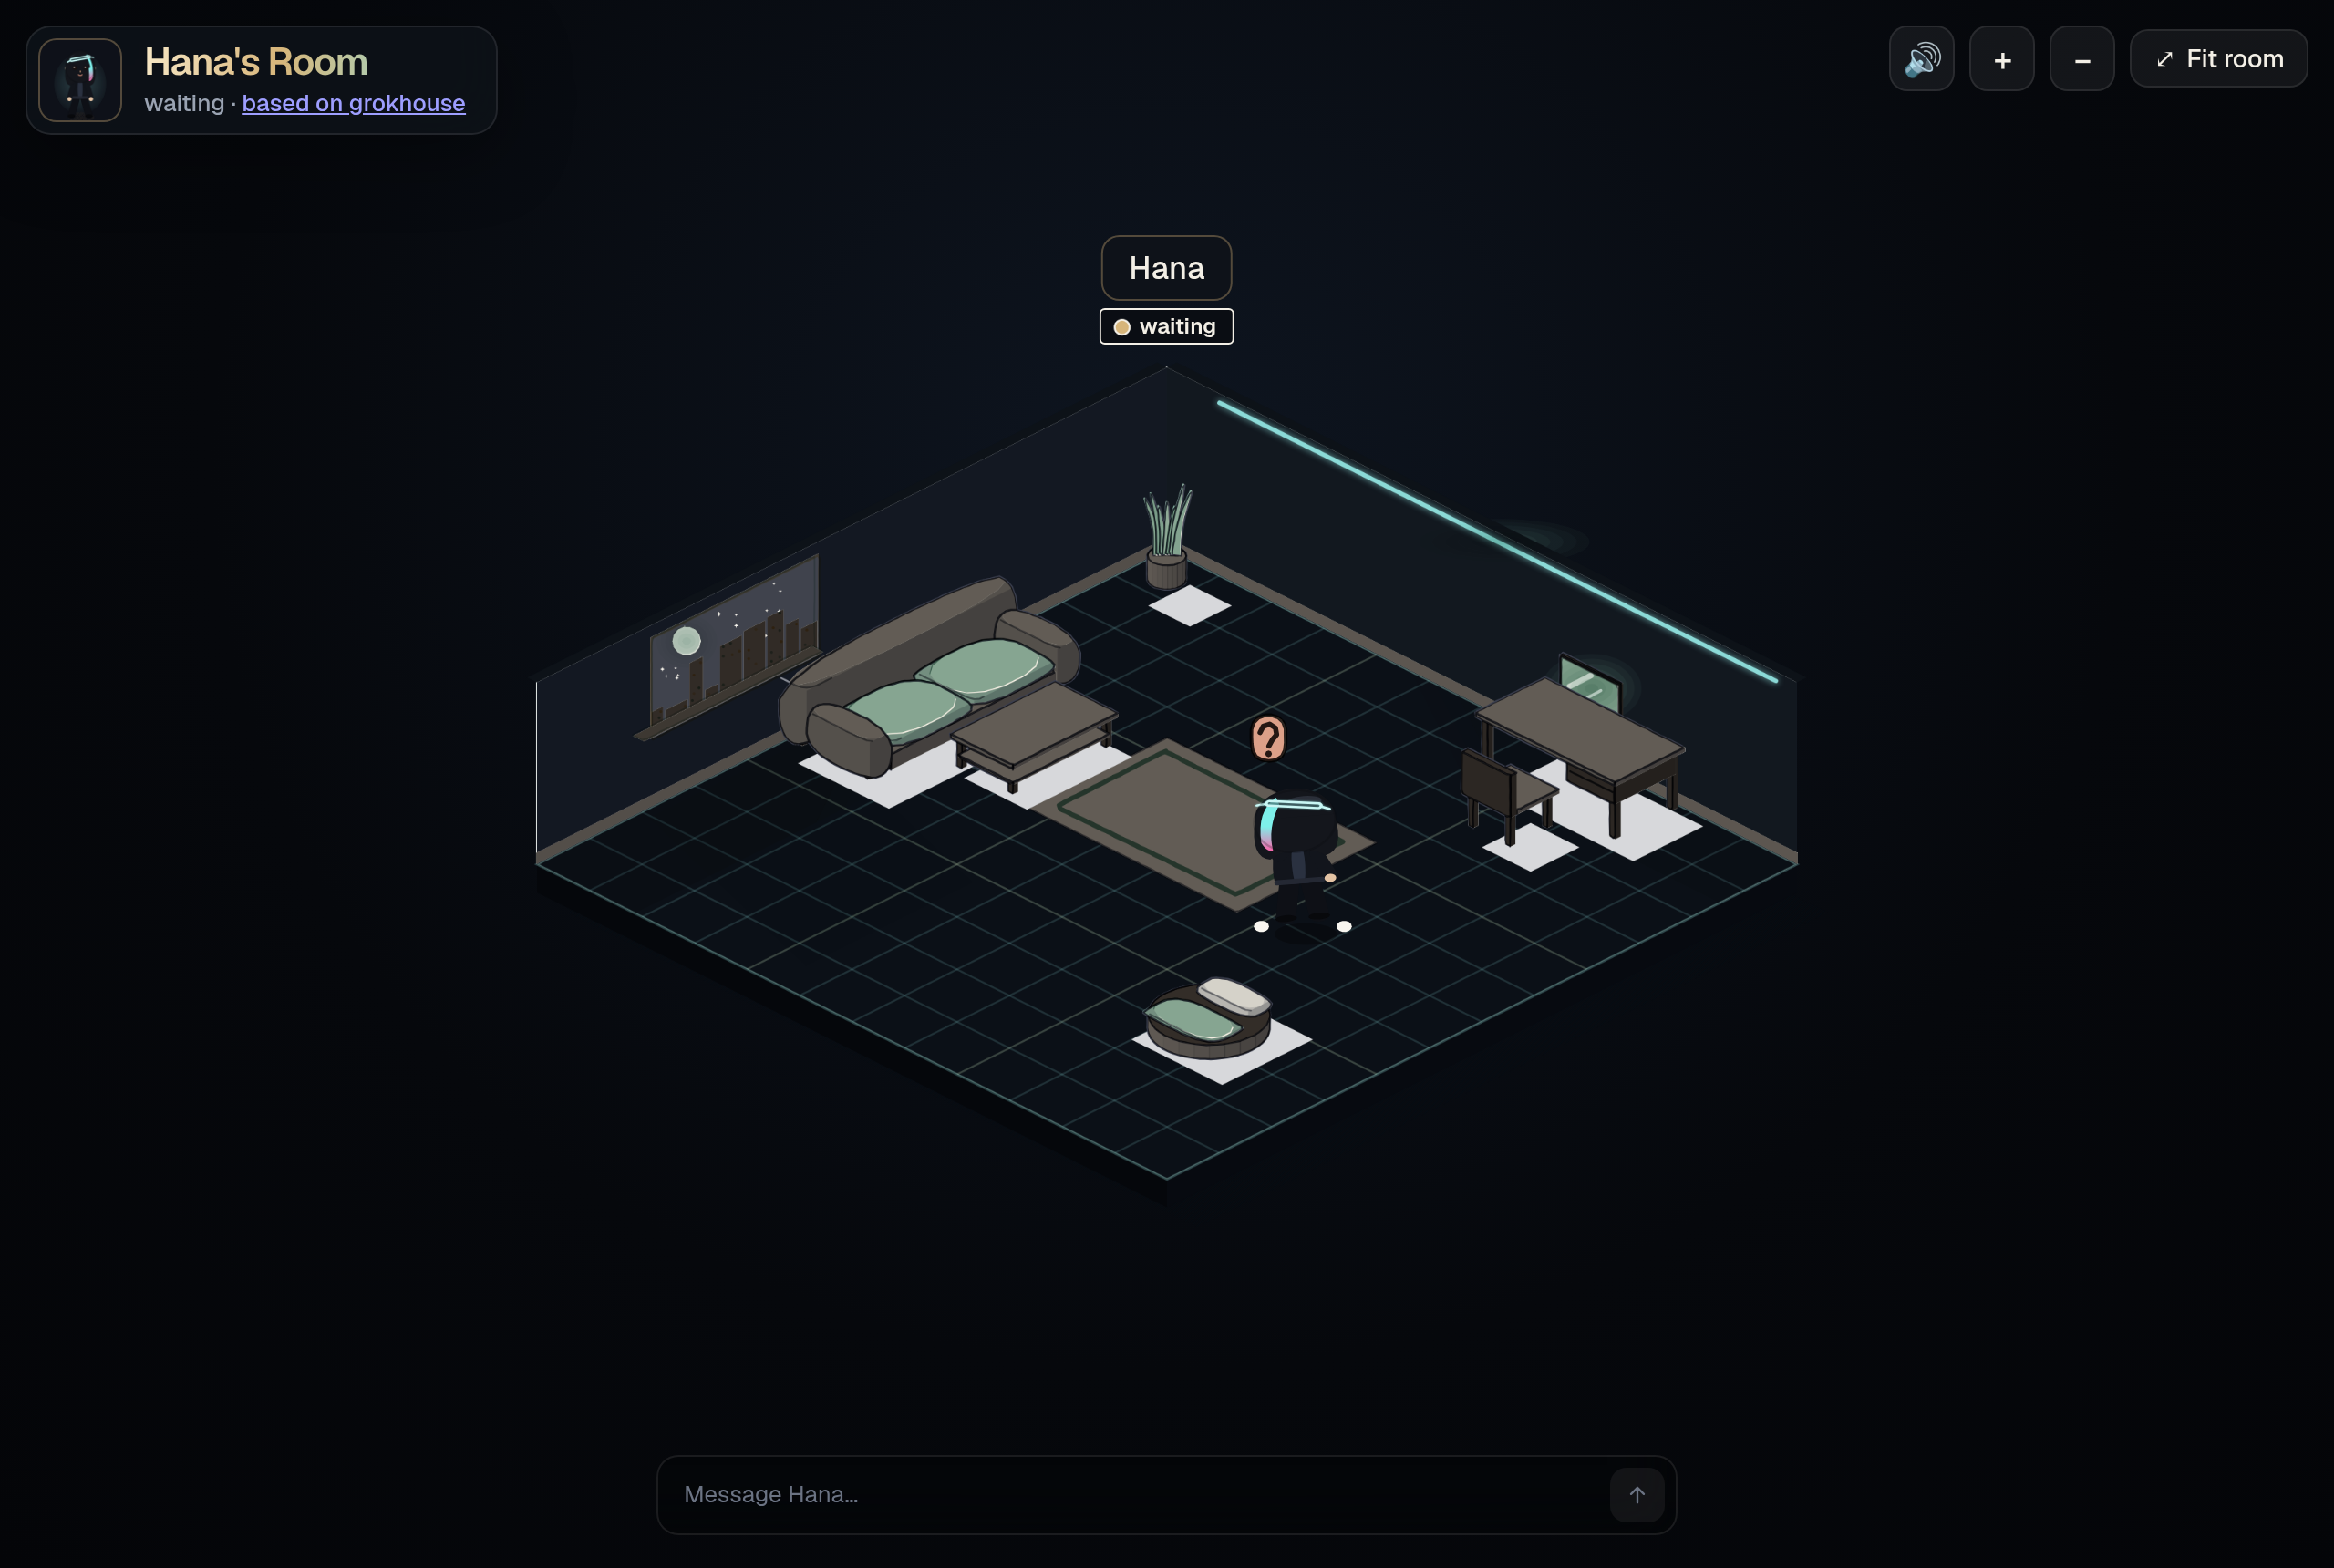 Hana's Room
waiting · based on grokhouse
+
−
Fit room
Hana
waiting
?
Message Hana...